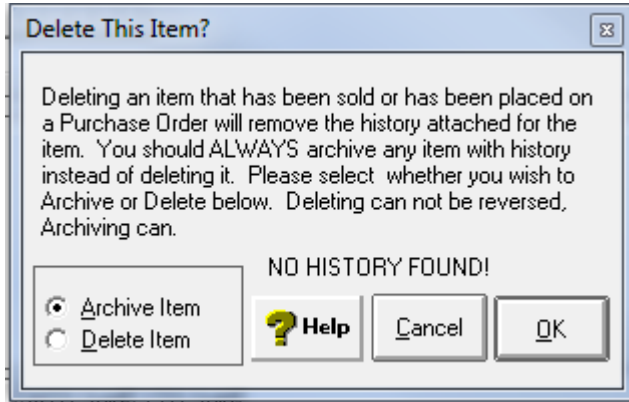 Delete This Item?
Deleting an item that has been sold or has been placed on
a Purchase Order will remove the history attached for the
item.  You should ALWAYS archive any item with history
instead of deleting it.  Please select  whether you wish to
Archive or Delete below.  Deleting can not be reversed,
Archiving can.
NO HISTORY FOUND!
Archive Item
Delete Item
Help
Cancel
OK